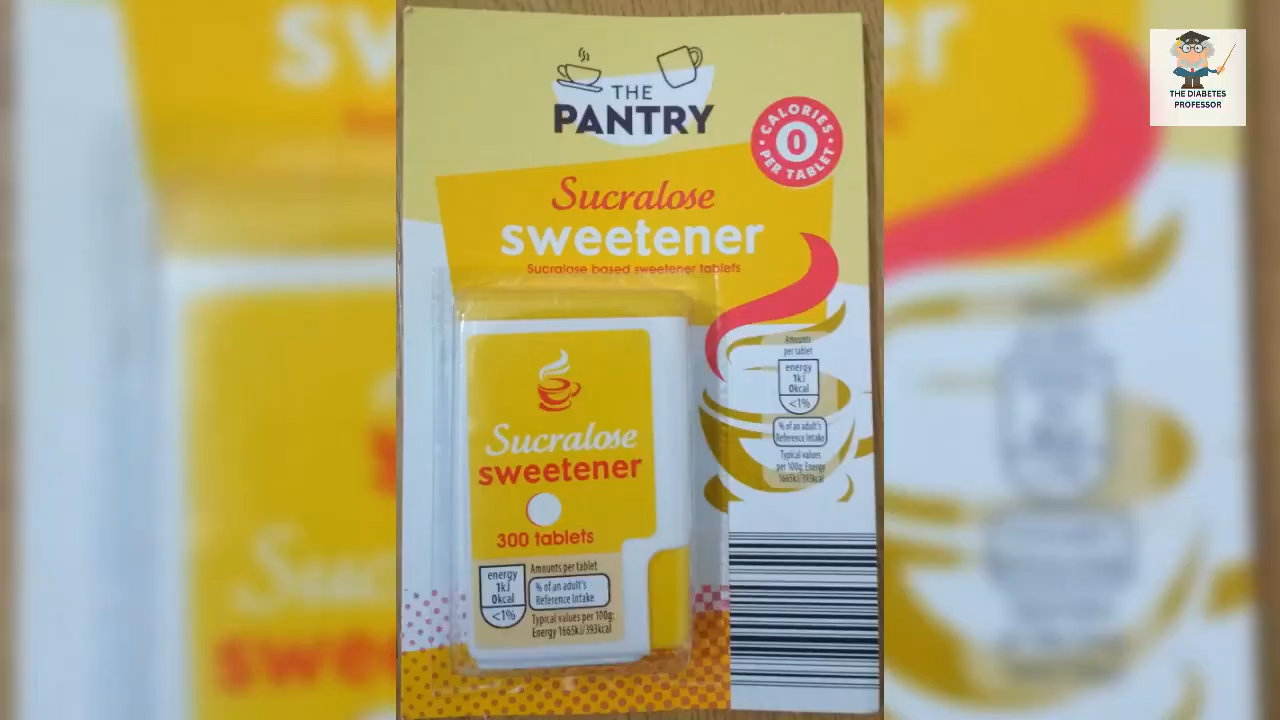 THE
PANTRY
CALORIES
0
PER TABLET
Sucralose
sweetener
Sucralose based sweetener tablets
Amounts
per tablet
energy
1kJ
0kcal
<1%
% of an adult's
Reference Intake
Typical values
per 100g: Energy
1665kJ/393kcal
Sucralose
sweetener
300 tablets
energy
1kJ
0kcal
<1%
Amounts per tablet
% of an adult's
Reference Intake
Typical values per 100g:
Energy 1665kJ/393kcal
THE DIABETES
PROFESSOR